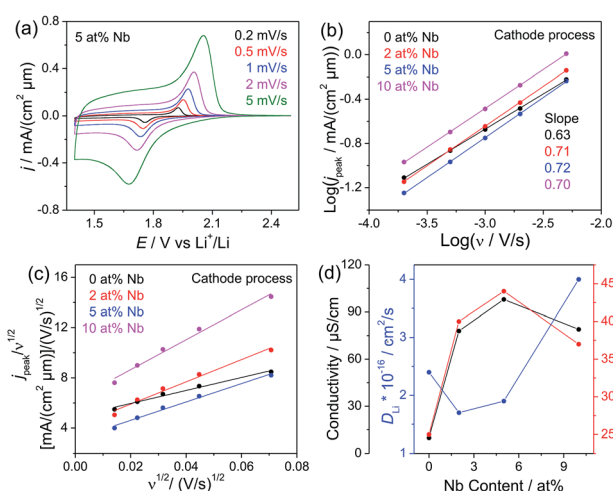 (a)
5 at% Nb
0.2 mV/s
0.5 mV/s
1 mV/s
2 mV/s
5 mV/s
0.8
0.4
0.0
-0.4
-0.8
j / mA/(cm² μm)
1.5
1.8
2.1
2.4
E / V vs Li⁺/Li
(b)
0 at% Nb
2 at% Nb
5 at% Nb
10 at% Nb
Cathode process
Slope
0.63
0.71
0.72
0.70
0.0
-0.4
-0.8
-1.2
Log(j_peak / mA/(cm² μm))
-4.0
-3.5
-3.0
-2.5
-2.0
Log(ν / V/s)
(c)
0 at% Nb
2 at% Nb
5 at% Nb
10 at% Nb
Cathode process
16
12
8
4
j_peak/ν^1/2
[mA/(cm² μm)]/(V/s)^1/2
0.00
0.02
0.04
0.06
0.08
ν^1/2/ (V/s)^1/2
(d)
120
90
60
30
0
Conductivity / μS/cm
4
3
2
1
D_Li * 10^-16 / cm²/s
45
40
35
30
25
0
3
6
9
Nb Content / at%